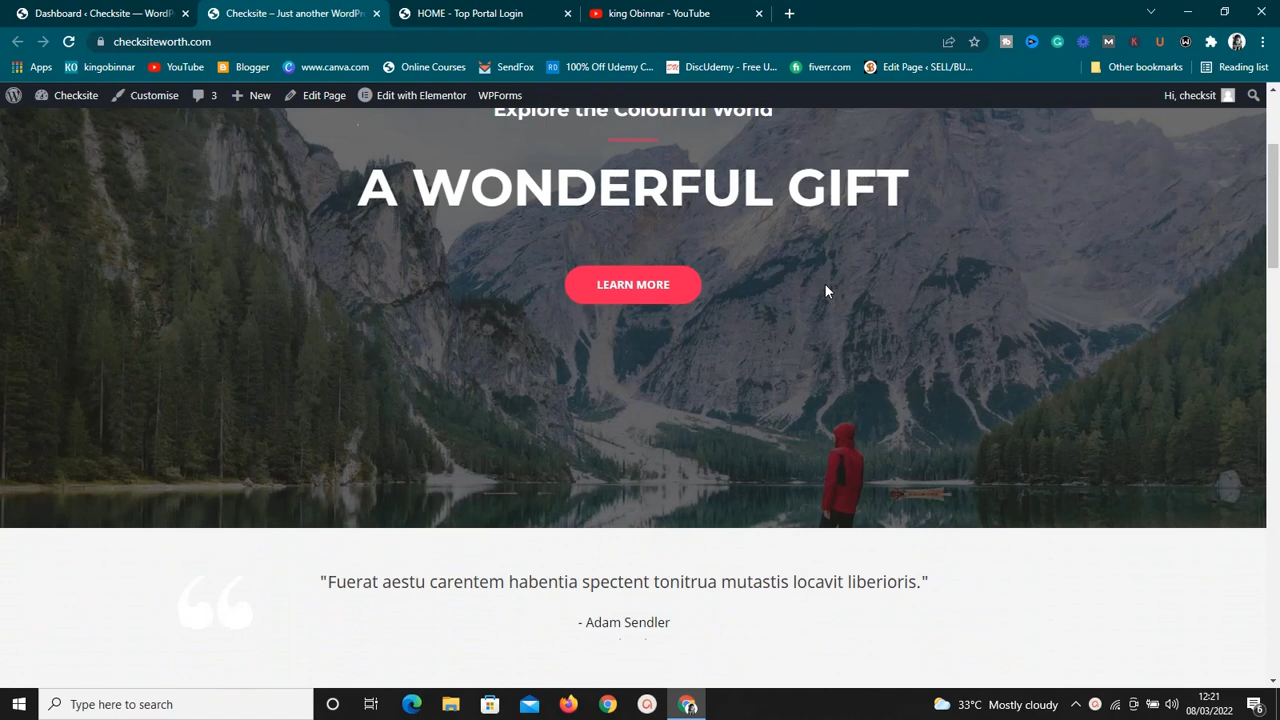 Dashboard ‹ Checksite — WordP
Checksite – Just another WordPr
HOME - Top Portal Login
king Obinnar - YouTube
checksiteworth.com
Apps
KO kingobinnar
YouTube
Blogger
www.canva.com
Online Courses
SendFox
RD 100% Off Udemy C...
DiscUdemy - Free U...
fiverr.com
Edit Page ‹ SELL/BU...
Other bookmarks
Reading list
Checksite
Customise
3
New
Edit Page
Edit with Elementor
WPForms
Hi, checksit
Explore the Colourful World
A WONDERFUL GIFT
LEARN MORE
"Fuerat aestu carentem habentia spectent tonitrua mutastis locavit liberioris."
- Adam Sendler
Type here to search
33°C Mostly cloudy
12:21
08/03/2022
6